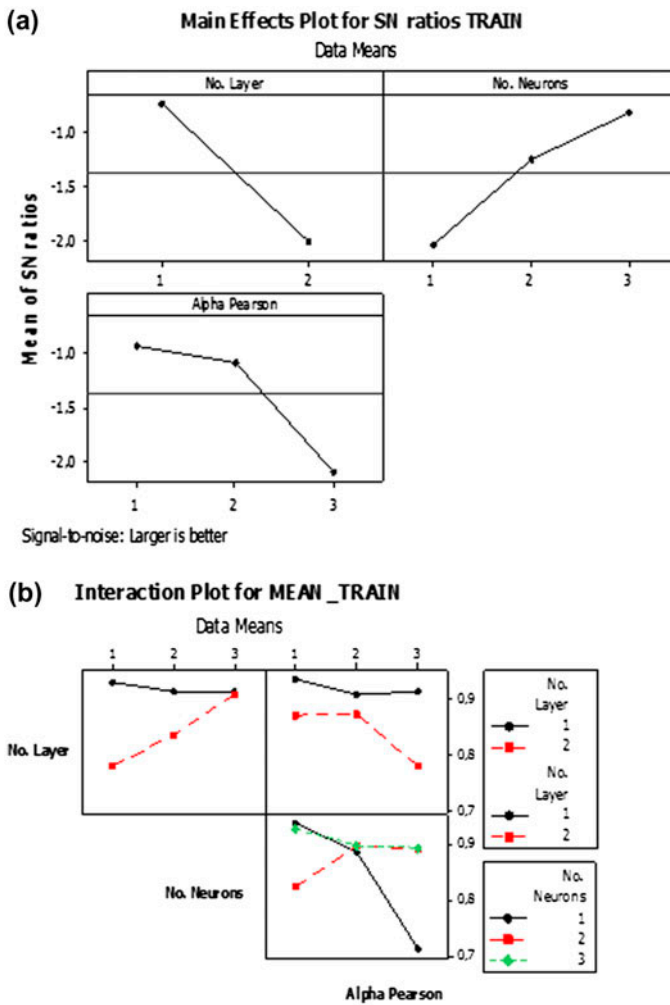 (a) Main Effects Plot for SN ratios TRAIN
Data Means
No. Layer No. Neurons
-1.0
-1.5
-2.0
1 2 1 2 3
Alpha Pearson
-1.0
-1.5
-2.0
1 2 3
Mean of SN ratios
Signal-to-noise: Larger is better
(b) Interaction Plot for MEAN_TRAIN
Data Means
1 2 3 1 2 3
No. Layer
0,9
0,8
0,7
No.
Layer
1
2
No.
Layer
1
2
No. Neurons
0,9
0,8
0,7
No.
Neurons
1
2
3
Alpha Pearson